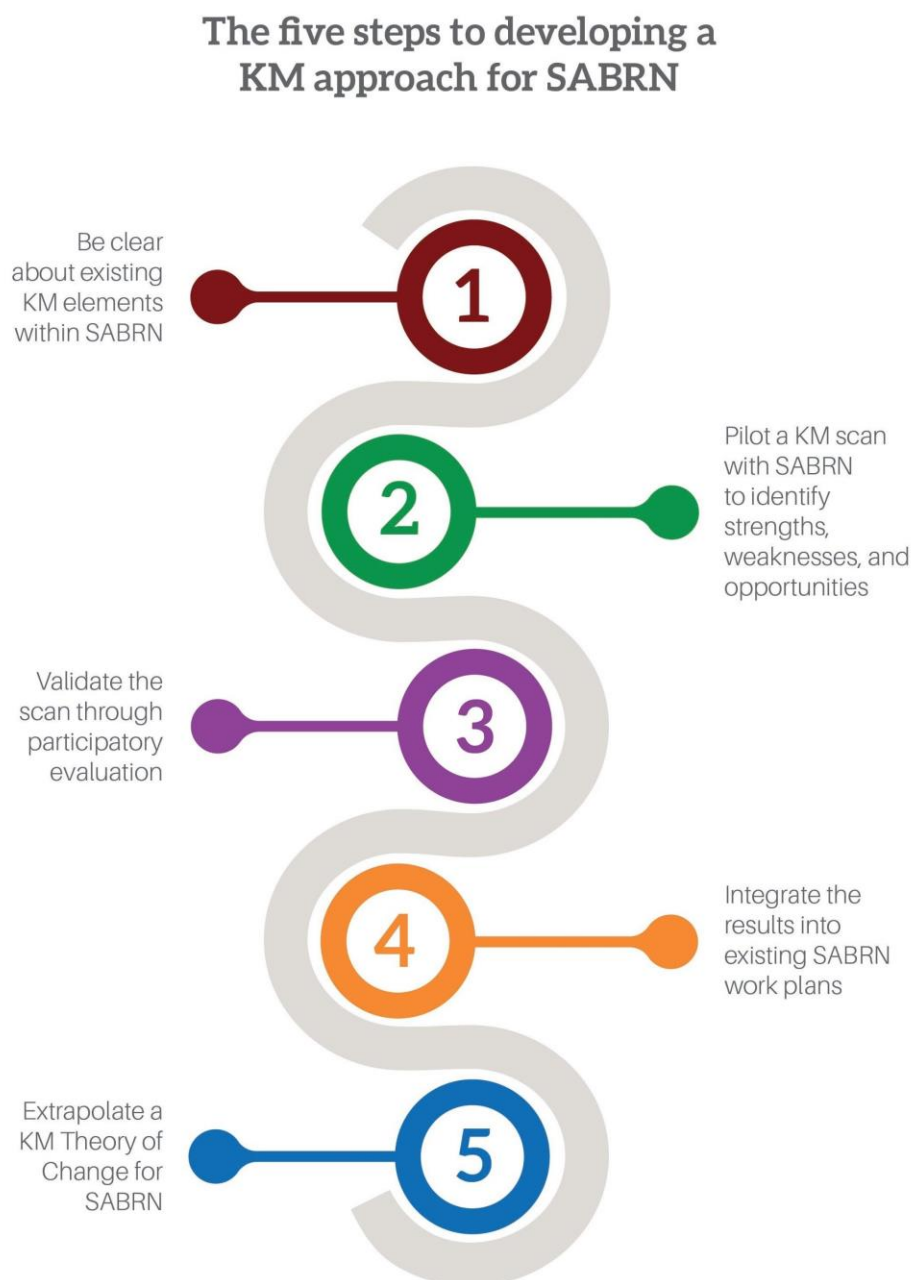 The five steps to developing a
KM approach for SABRN
Be clear
about existing
KM elements
within SABRN
1
2
Pilot a KM scan
with SABRN
to identify
strengths,
weaknesses, and
opportunities
Validate the
scan through
participatory
evaluation
3
4
Integrate the
results into
existing SABRN
work plans
Extrapolate a
KM Theory of
Change for
SABRN
5